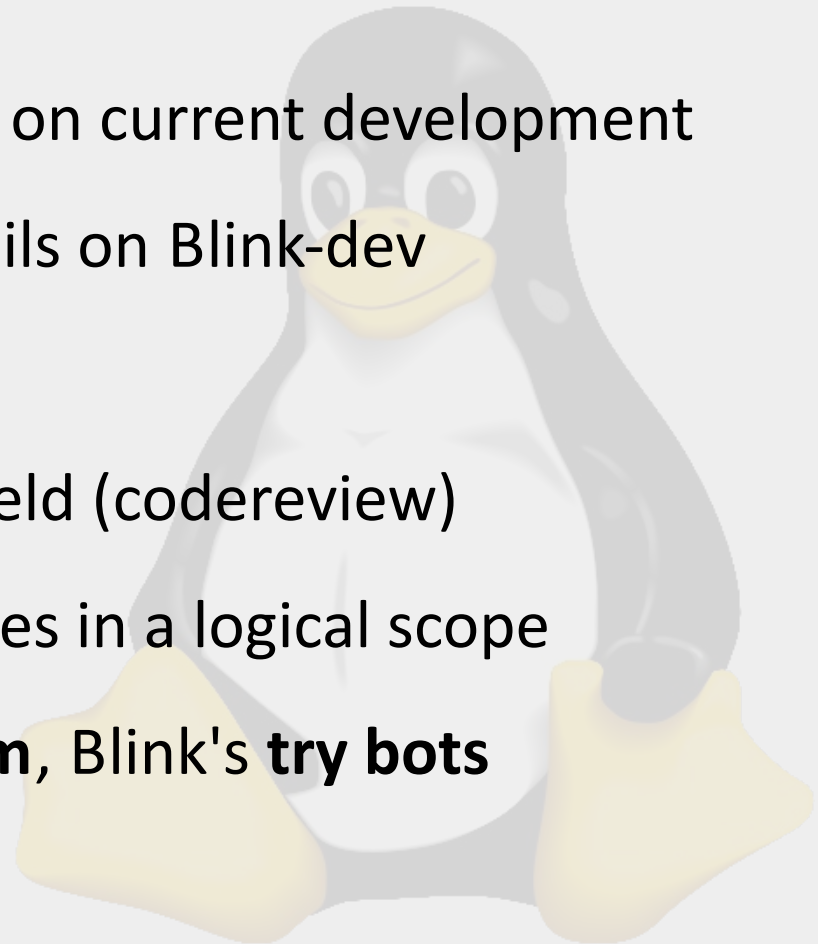 on current development
ils on Blink-dev
eld (codereview)
es in a logical scope
m, Blink's try bots